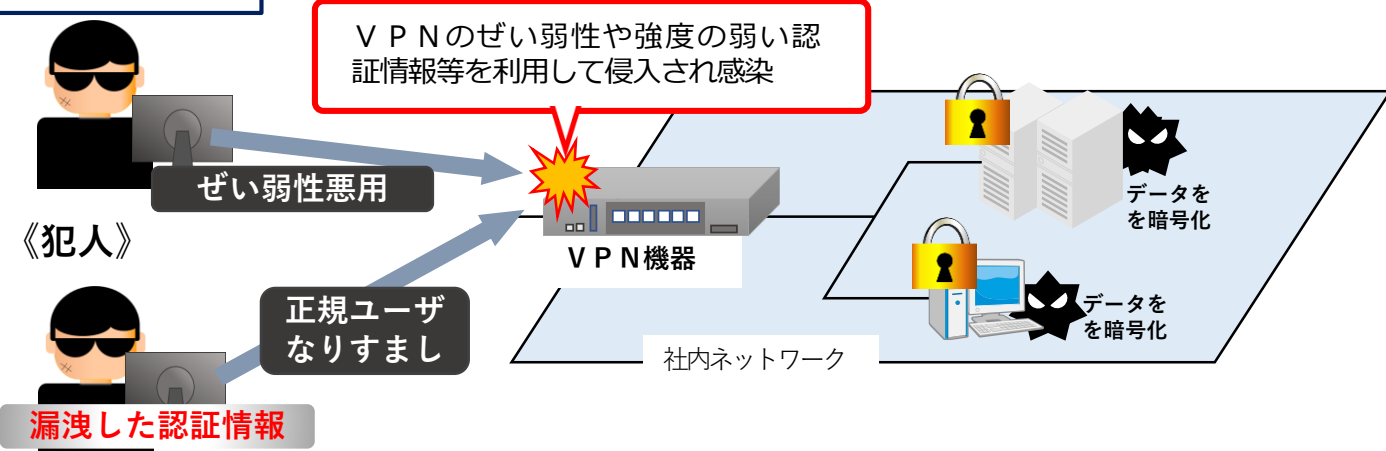 ＶＰＮのぜい弱性や強度の弱い認
証情報等を利用して侵入され感染
ぜい弱性悪用
《犯人》
ＶＰＮ機器
データを
を暗号化
正規ユーザ
なりすまし
データを
を暗号化
社内ネットワーク
漏洩した認証情報